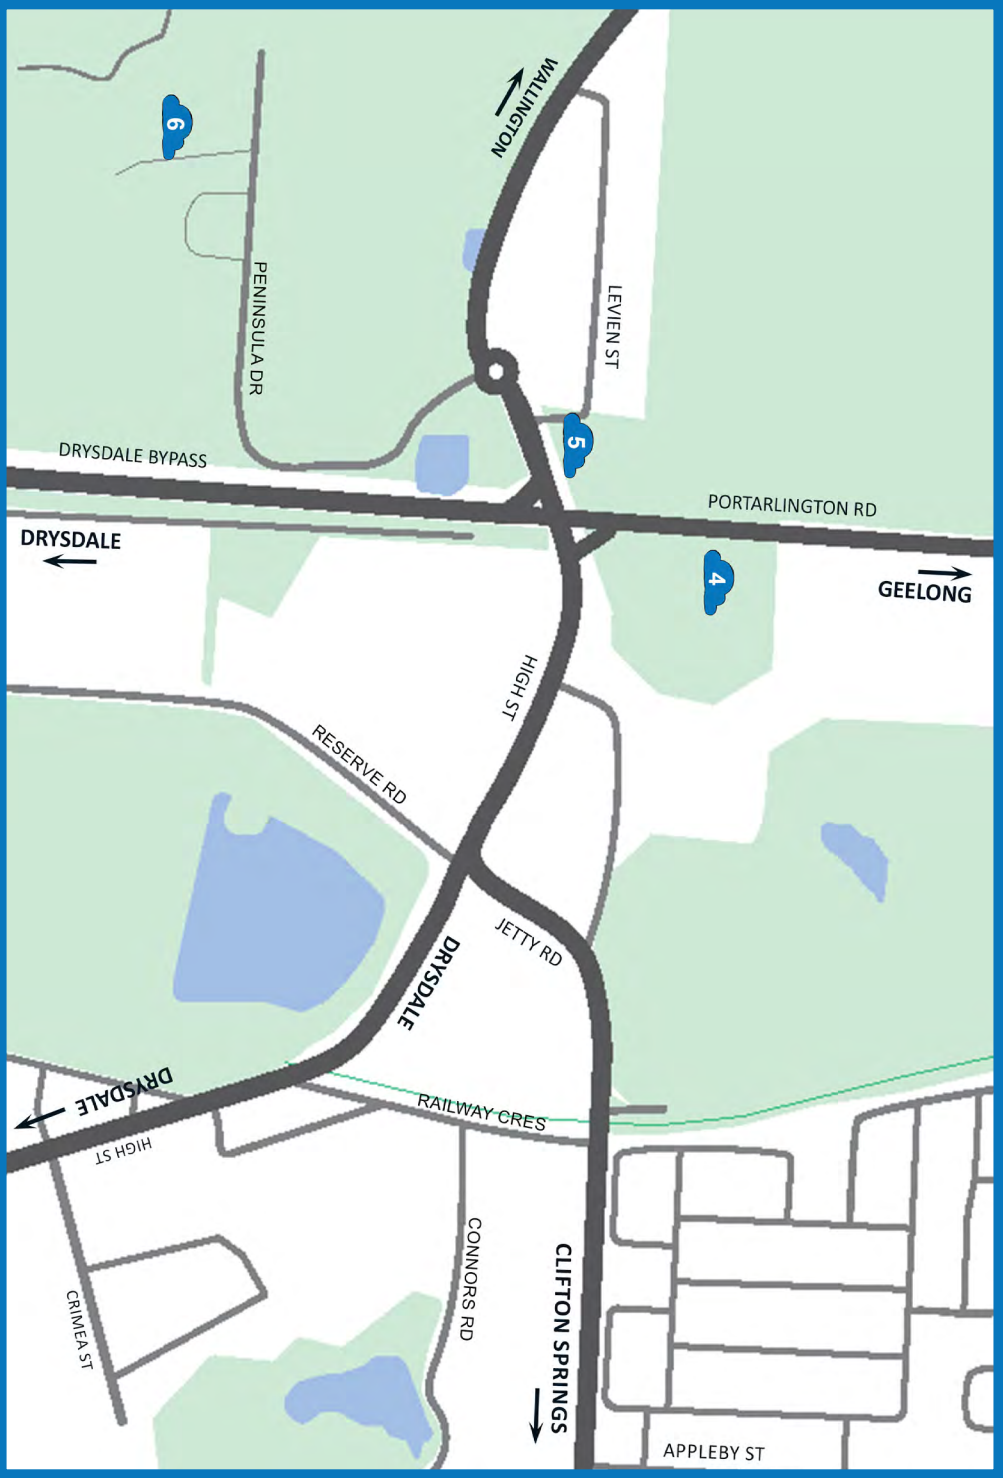 WALLINGTON
6
PENINSULA DR
LEVIEN ST
5
DRYSDALE BYPASS
PORTARLINGTON RD
DRYSDALE
4
GEELONG
HIGH ST
RESERVE RD
JETTY RD
DRYSDALE
DRYSDALE
RAILWAY CRES
HIGH ST
CONNORS RD
CLIFTON SPRINGS
CRIMEA ST
APPLEBY ST